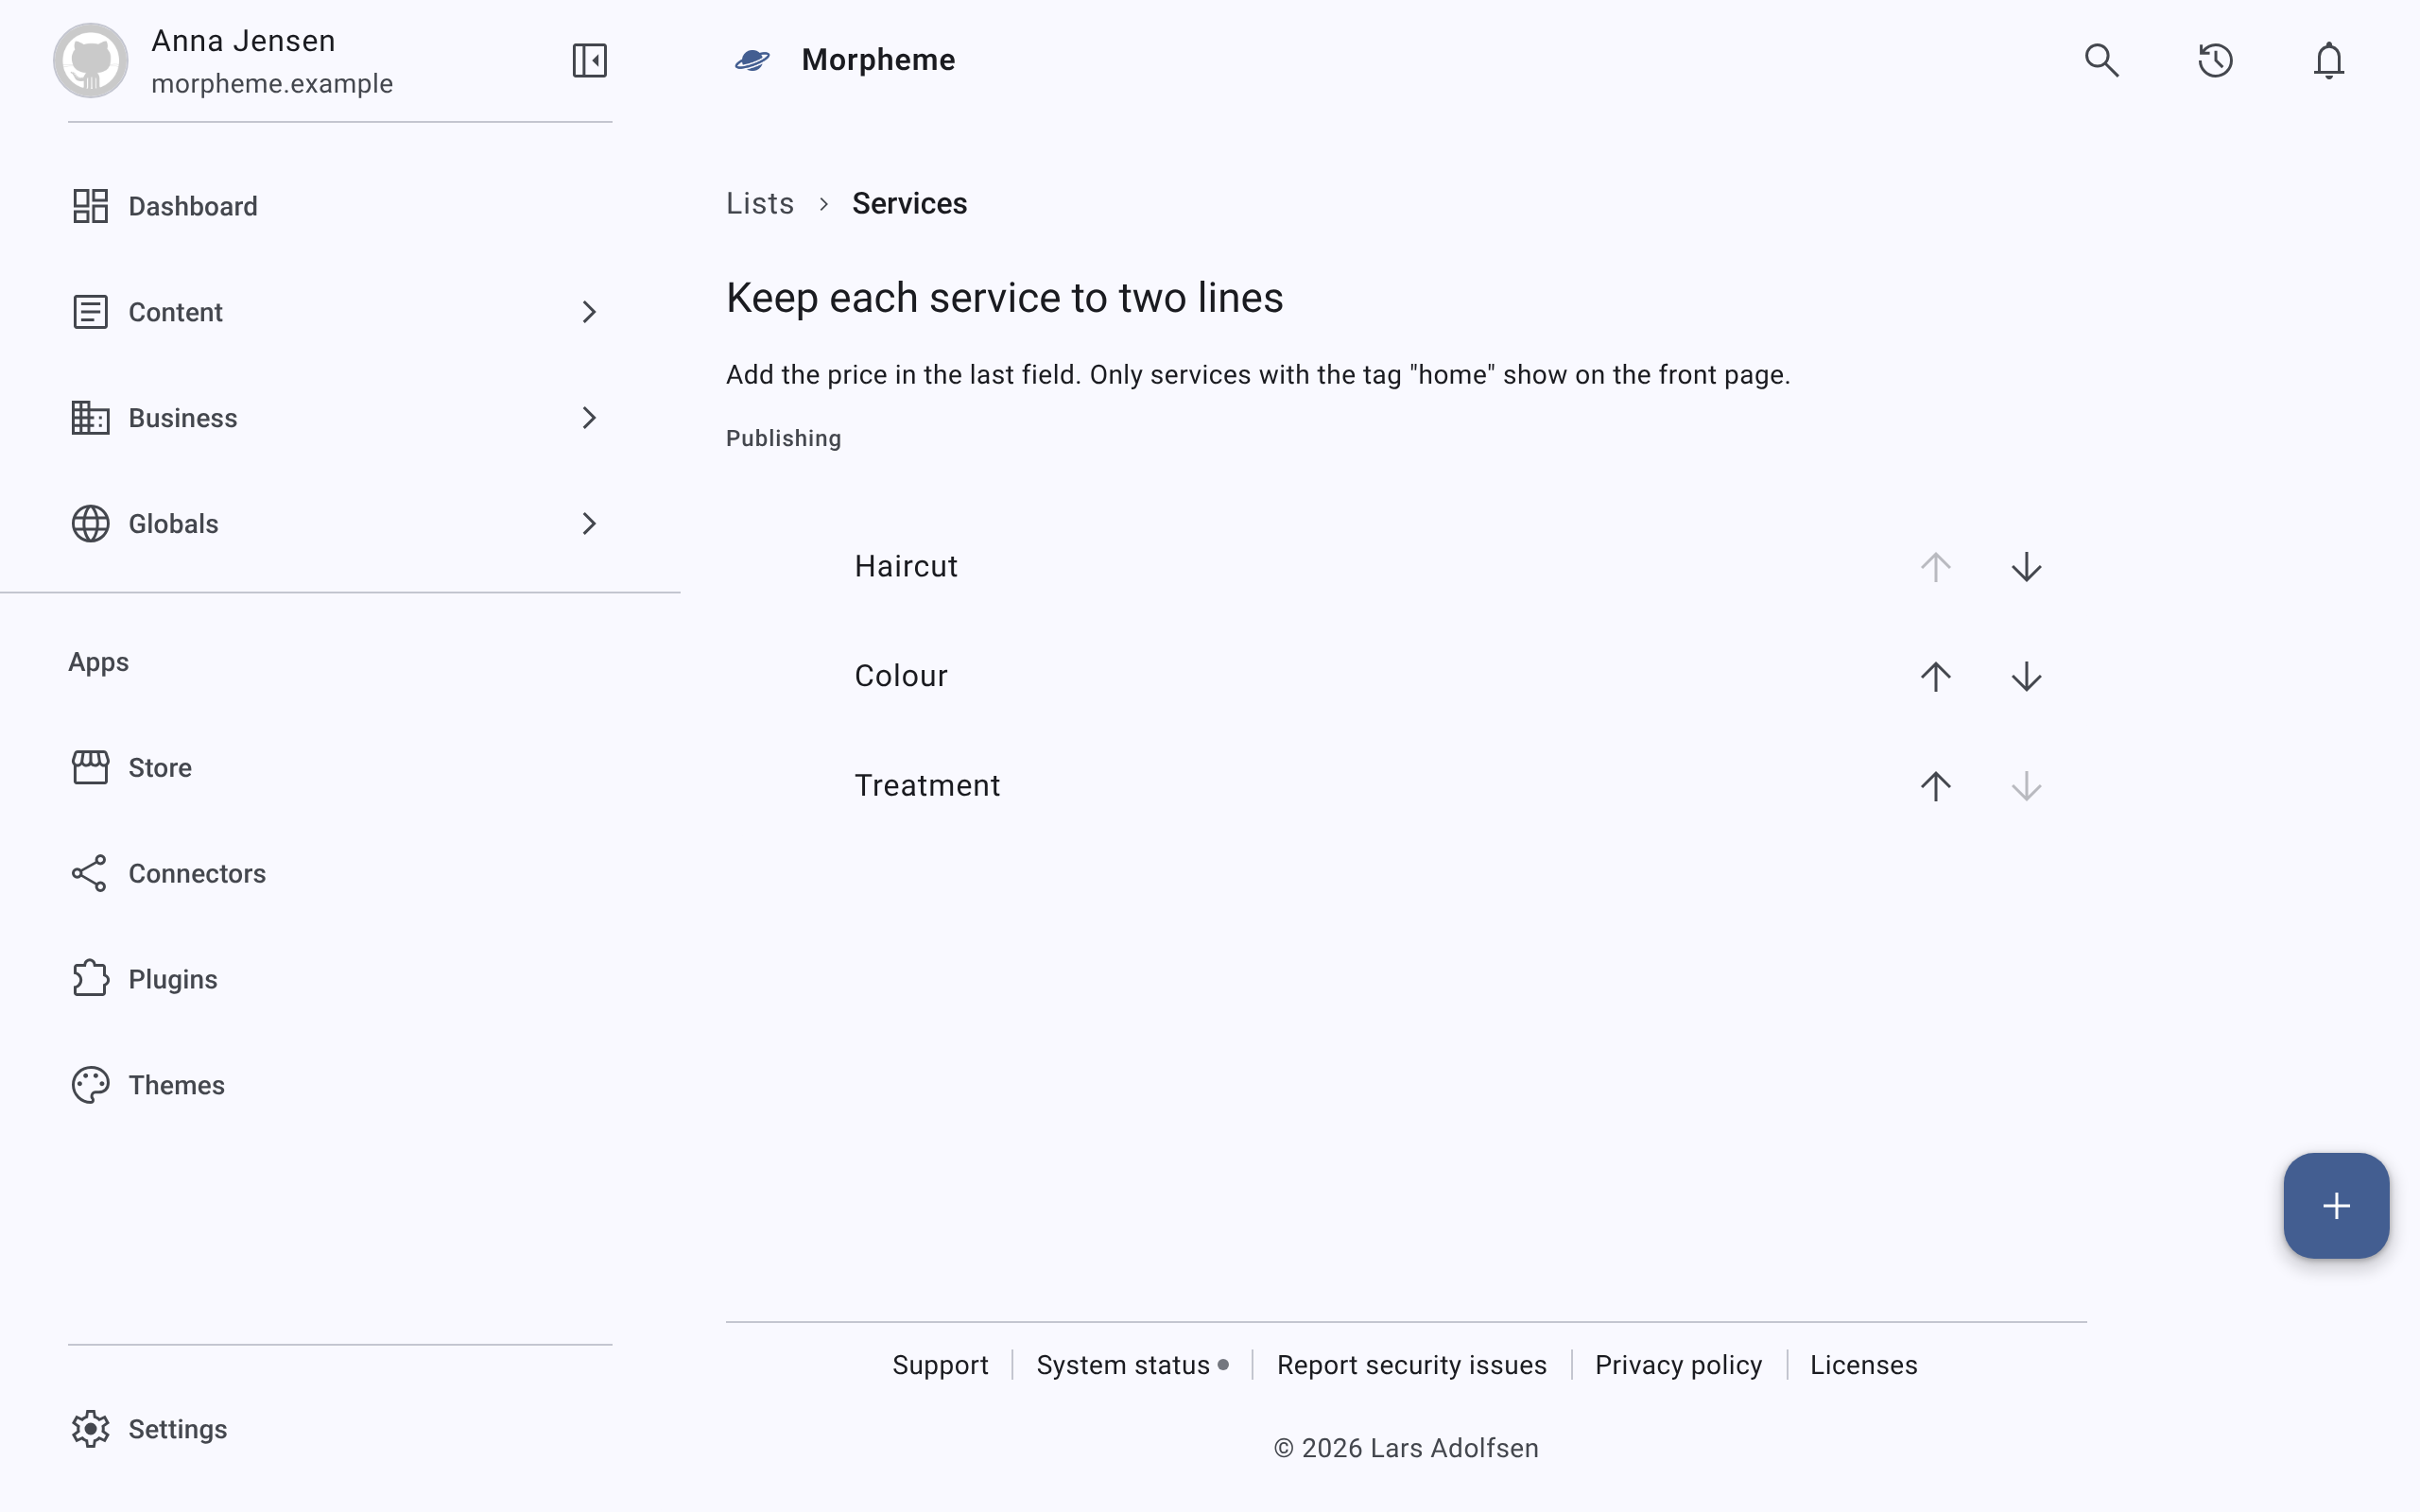 Anna Jensen
morpheme.example
Morpheme
Dashboard
Content
Business
Globals
Apps
Store
Connectors
Plugins
Themes
Settings
Lists > Services
Keep each service to two lines
Add the price in the last field. Only services with the tag "home" show on the front page.
Publishing
Haircut
Colour
Treatment
Support
System status
Report security issues
Privacy policy
Licenses
© 2026 Lars Adolfsen